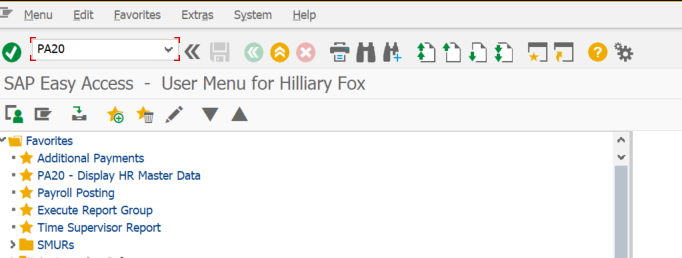 Menu Edit Favorites Extras System Help
PA20
SAP Easy Access - User Menu for Hilliary Fox
Favorites
Additional Payments
PA20 - Display HR Master Data
Payroll Posting
Execute Report Group
Time Supervisor Report
SMURs